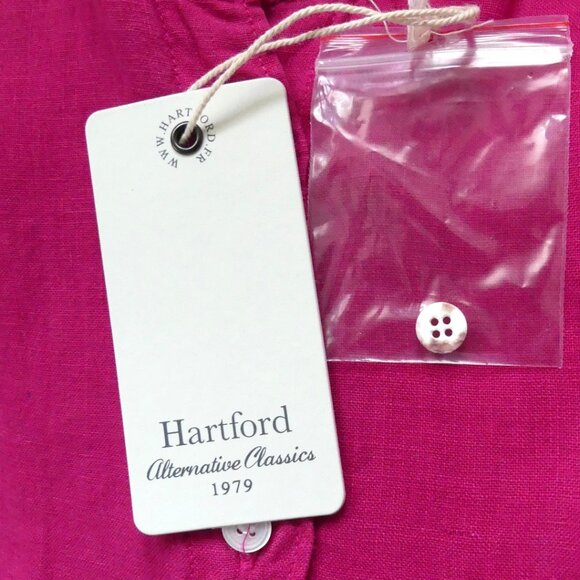 WWW.HARTFORD.FR
Hartford
Alternative Classics
1979